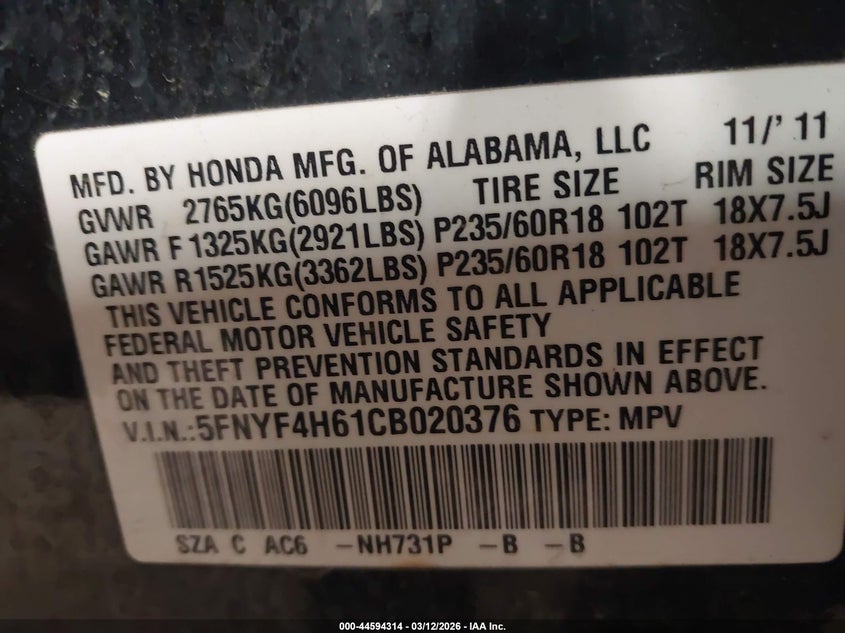 MFD. BY HONDA MFG. OF ALABAMA, LLC 11/'11
GVWR 2765KG(6096LBS) TIRE SIZE RIM SIZE
GAWR F 1325KG(2921LBS) P235/60R18 102T 18X7.5J
GAWR R1525KG(3362LBS) P235/60R18 102T 18X7.5J
THIS VEHICLE CONFORMS TO ALL APPLICABLE
FEDERAL MOTOR VEHICLE SAFETY
AND THEFT PREVENTION STANDARDS IN EFFECT
ON THE DATE OF MANUFACTURE SHOWN ABOVE.
V.I.N.:5FNYF4H61CB020376 TYPE: MPV
SZA C AC6 -NH731P -B -B
000-44594314 - 03/12/2026 - IAA Inc.